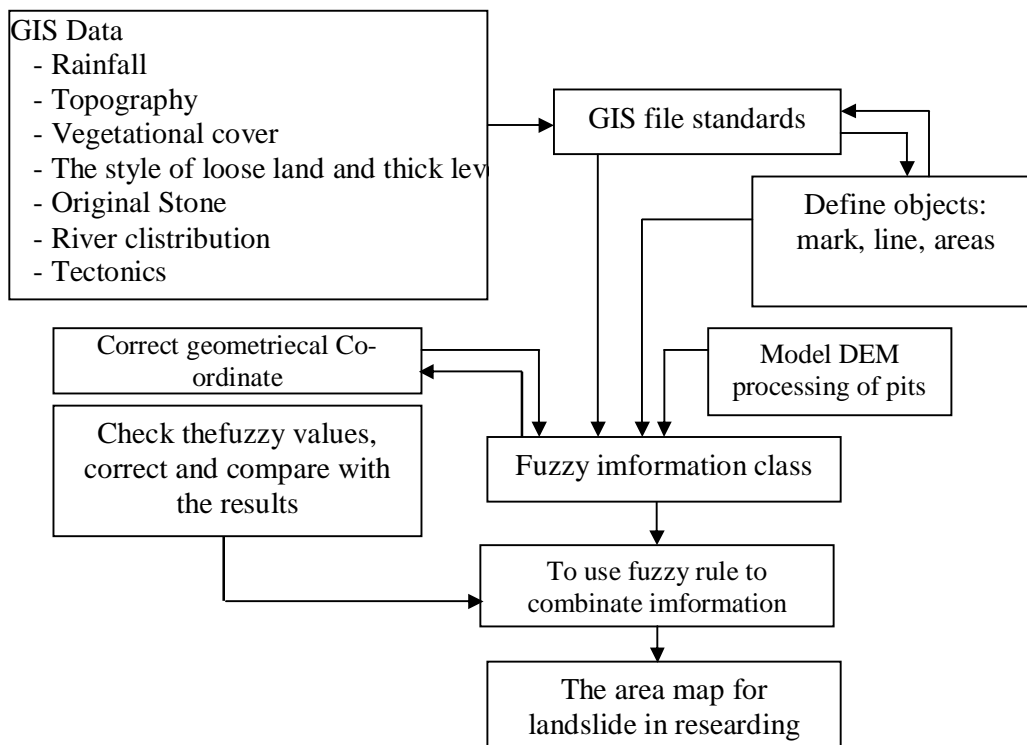 GIS Data
- Rainfall
- Topography
- Vegetational cover
- The style of loose land and thick lev
- Original Stone
- River clistribution
- Tectonics
GIS file standards
Define objects:
mark, line, areas
Correct geometriecal Co-
ordinate
Model DEM
processing of pits
Check thefuzzy values,
correct and compare with
the results
Fuzzy imformation class
To use fuzzy rule to
combinate imformation
The area map for
landslide in researding